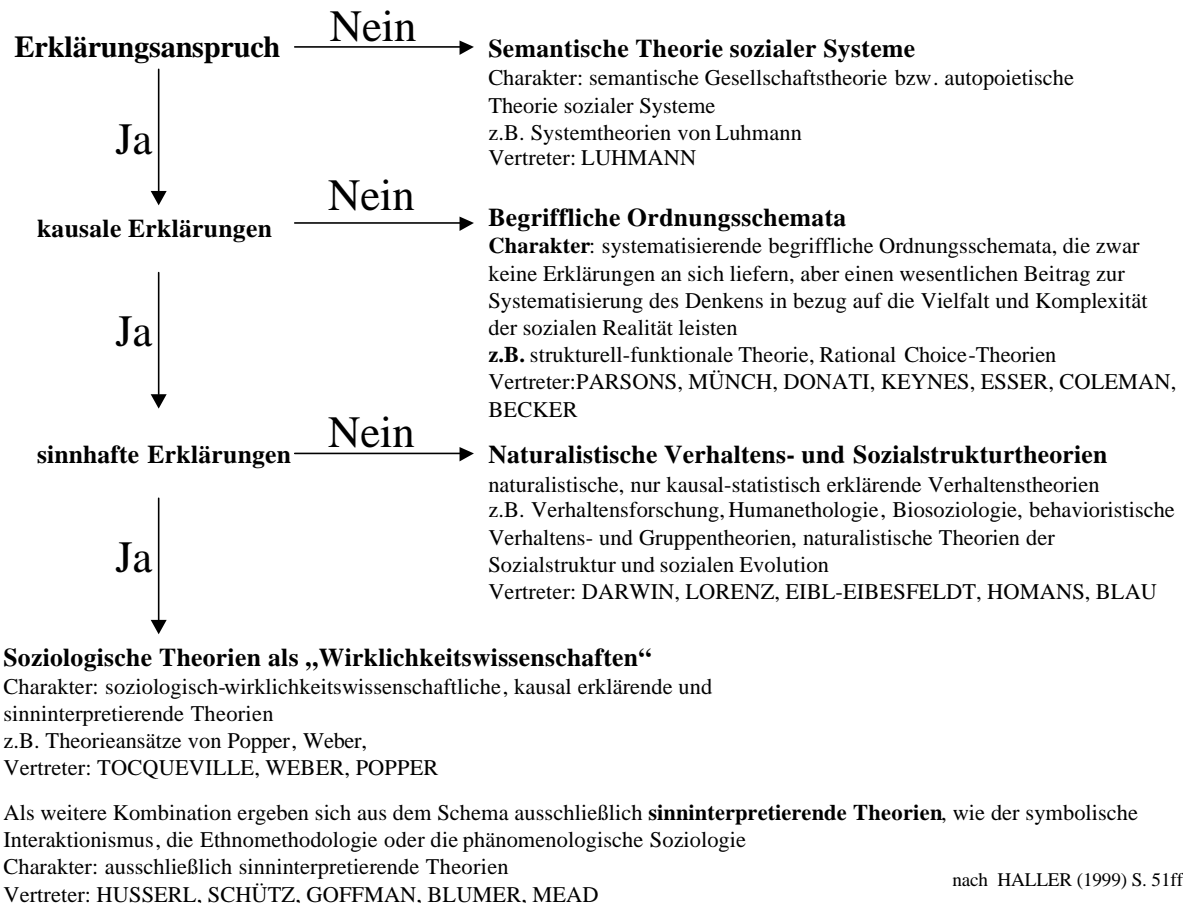 Erklärungsanspruch
Nein
Semantische Theorie sozialer Systeme
Charakter: semantische Gesellschaftstheorie bzw. autopoietische
Theorie sozialer Systeme
z.B. Systemtheorien von Luhmann
Vertreter: LUHMANN
Ja
kausale Erklärungen
Nein
Begriffliche Ordnungsschemata
Charakter: systematisierende begriffliche Ordnungsschemata, die zwar
keine Erklärungen an sich liefern, aber einen wesentlichen Beitrag zur
Systematisierung des Denkens in bezug auf die Vielfalt und Komplexität
der sozialen Realität leisten
z.B. strukturell-funktionale Theorie, Rational Choice-Theorien
Vertreter:PARSONS, MÜNCH, DONATI, KEYNES, ESSER, COLEMAN,
BECKER
Ja
sinnhafte Erklärungen
Nein
Naturalistische Verhaltens- und Sozialstrukturtheorien
naturalistische, nur kausal-statistisch erklärende Verhaltenstheorien
z.B. Verhaltensforschung, Humanethologie, Biosoziologie, behavioristische
Verhaltens- und Gruppentheorien, naturalistische Theorien der
Sozialstruktur und sozialen Evolution
Vertreter: DARWIN, LORENZ, EIBL-EIBESFELDT, HOMANS, BLAU
Ja
Soziologische Theorien als „Wirklichkeitswissenschaften“
Charakter: soziologisch-wirklichkeitswissenschaftliche, kausal erklärende und
sinninterpretierende Theorien
z.B. Theorieansätze von Popper, Weber,
Vertreter: TOCQUEVILLE, WEBER, POPPER
Als weitere Kombination ergeben sich aus dem Schema ausschließlich sinninterpretierende Theorien, wie der symbolische
Interaktionismus, die Ethnomethodologie oder die phänomenologische Soziologie
Charakter: ausschließlich sinninterpretierende Theorien
Vertreter: HUSSERL, SCHÜTZ, GOFFMAN, BLUMER, MEAD
nach HALLER (1999) S. 51ff